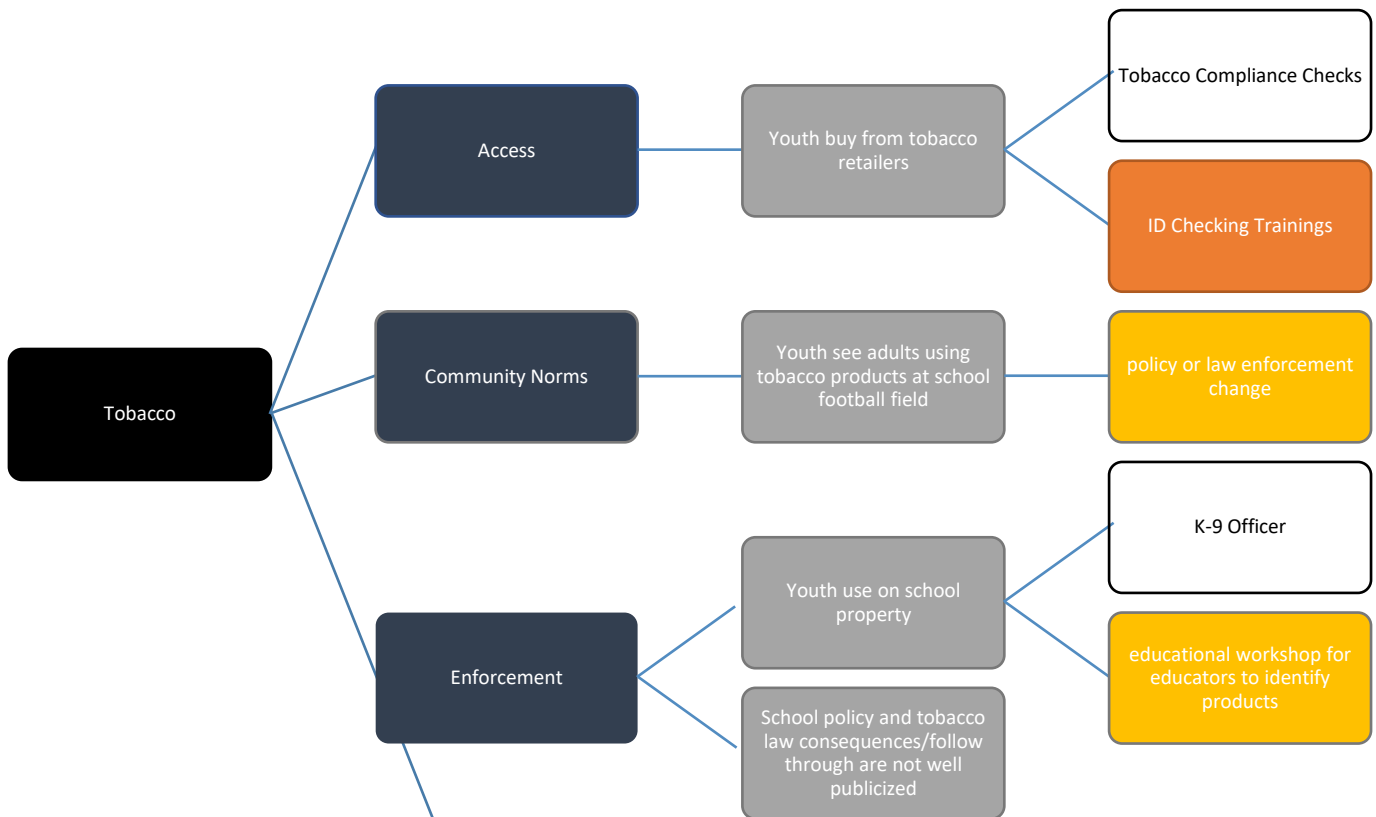 Tobacco
Access
Youth buy from tobacco
retailers
Tobacco Compliance Checks
ID Checking Trainings
Community Norms
Youth see adults using
tobacco products at school
football field
policy or law enforcement
change
Enforcement
Youth use on school
property
K-9 Officer
educational workshop for
educators to identify
products
School policy and tobacco
law consequences/follow
through are not well
publicized